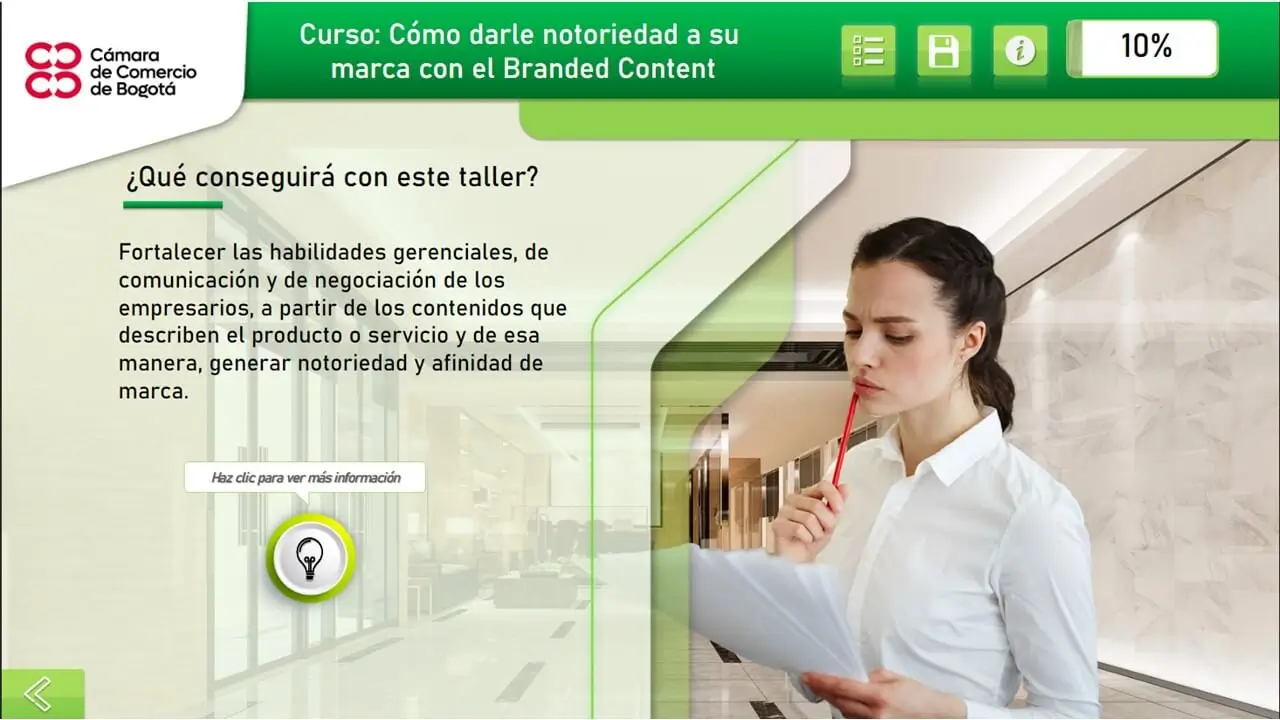 Cámara
de Comercio
de Bogotá
Curso: Cómo darle notoriedad a su
marca con el Branded Content
10%
¿Qué conseguirá con este taller?
Fortalecer las habilidades gerenciales, de
comunicación y de negociación de los
empresarios, a partir de los contenidos que
describen el producto o servicio y de esa
manera, generar notoriedad y afinidad de
marca.
Haz clic para ver más información